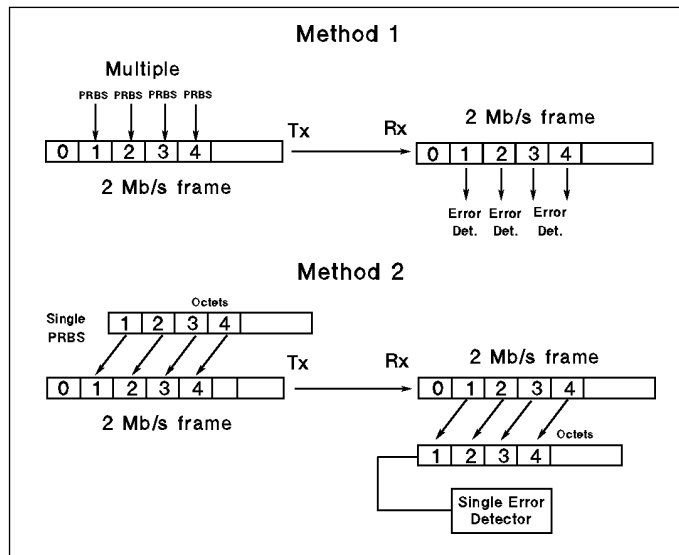 Method 1
Multiple
PRBS PRBS PRBS PRBS
Tx
Rx
2 Mb/s frame
0 1 2 3 4
0 1 2 3 4
2 Mb/s frame
Error Error Error
Det. Det. Det.
Method 2
Single
PRBS
Octets
1 2 3 4
Tx
Rx
2 Mb/s frame
0 1 2 3 4
0 1 2 3 4
2 Mb/s frame
Octets
1 2 3 4
Single Error
Detector